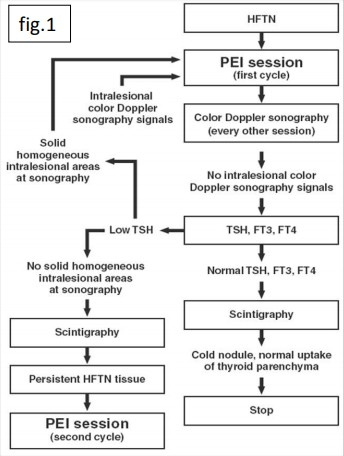 fig.1
HFTN
PEI session
(first cycle)
Intralesional
color Doppler
sonography signals
Color Doppler sonography
(every other session)
Solid
homogeneous
intralesional areas
at sonography
No intralesional color
Doppler sonography signals
Low TSH
TSH, FT3, FT4
No solid homogeneous
intralesional areas
at sonography
Normal TSH, FT3, FT4
Scintigraphy
Scintigraphy
Cold nodule, normal uptake
of thyroid parenchyma
Persistent HFTN tissue
Stop
PEI session
(second cycle)